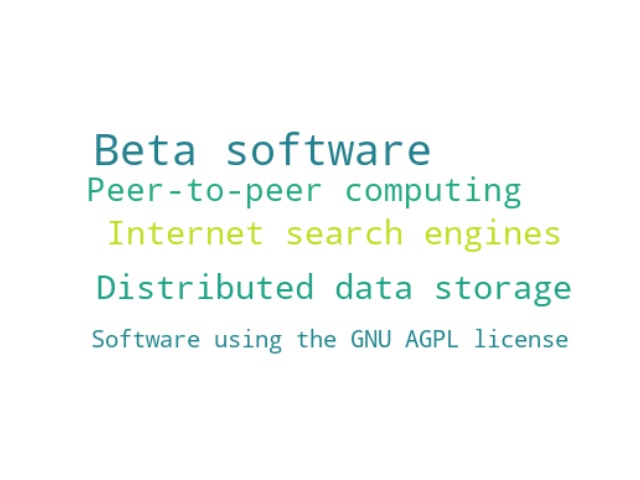 Beta software
Peer-to-peer computing
Internet search engines
Distributed data storage
Software using the GNU AGPL license